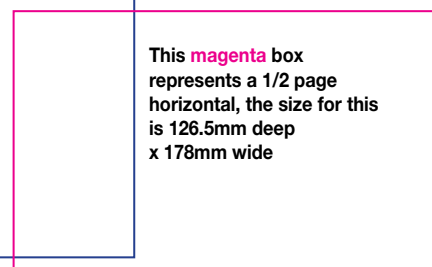 This magenta box
represents a 1/2 page
horizontal, the size for this
is 126.5mm deep
x 178mm wide